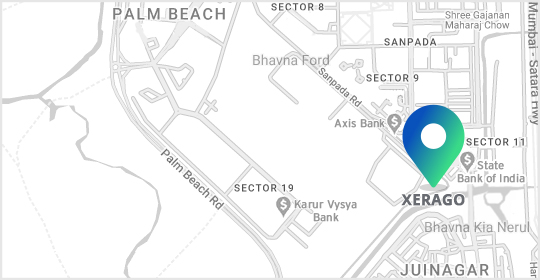 SECTOR 8
PALM BEACH
Shree Gajanan
Maharaj Chow
SANPADA
Bhavna Ford
Sanpada Rd
SECTOR 9
Mumbai - Satara Hwy
Axis Bank
SECTOR 11
State
Bank of India
Palm Beach Rd
SECTOR 19
XERAGO
Karur Vysya
Bank
Bhavna Kia Nerul
JUINAGAR
Har